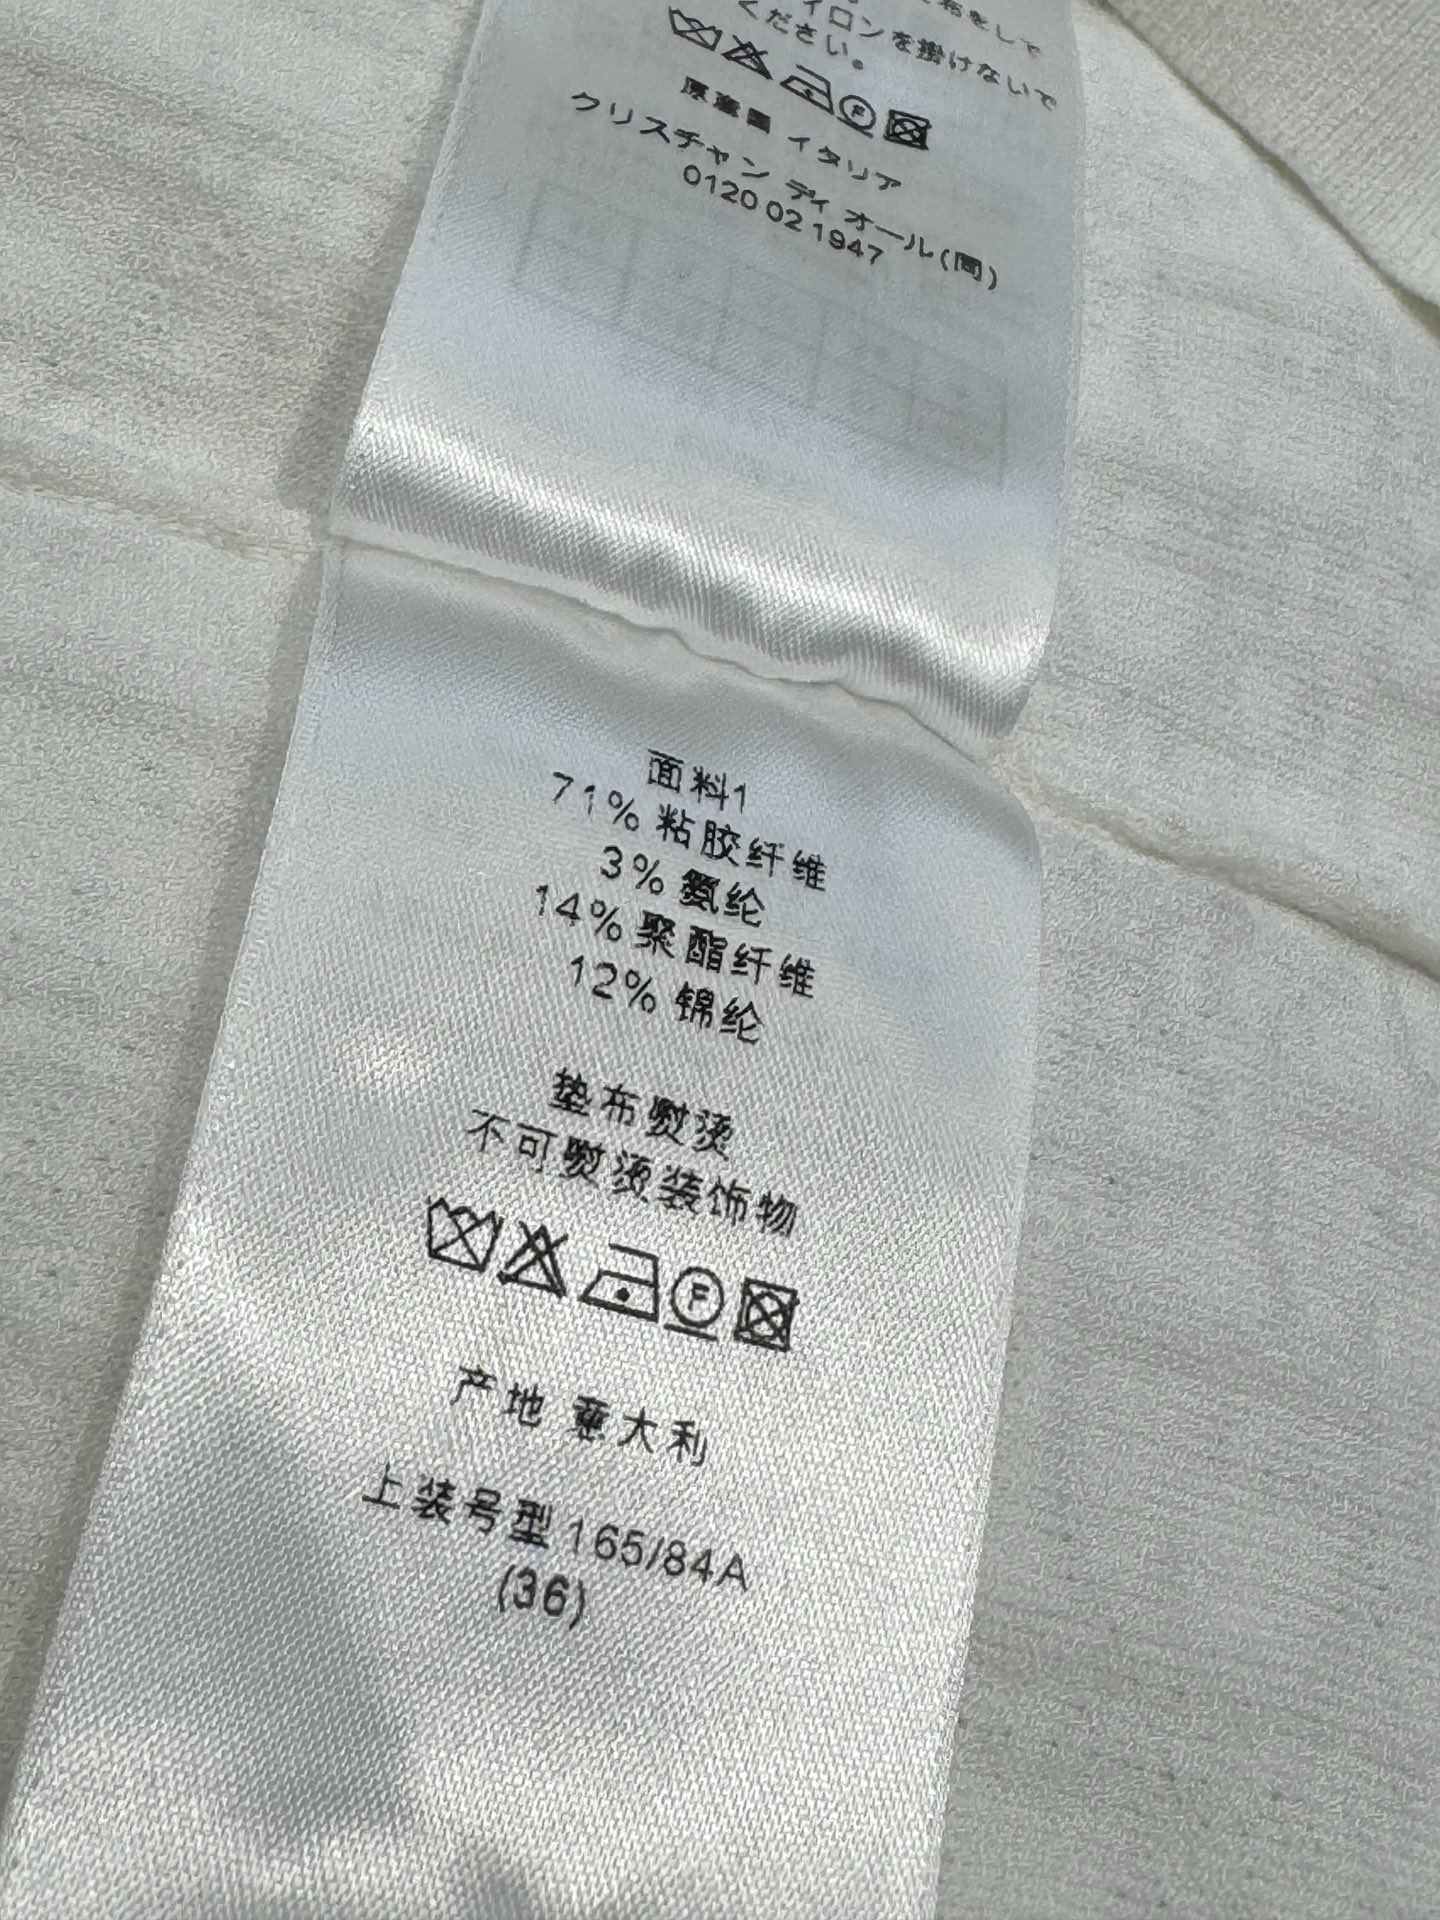 布をして
イロンを掛けないで
ください。
F
原産国 イタリア
クリスチャン ディオール(同)
0120 02 1947
面料1
71% 粘胶纤维
3% 氨纶
14% 聚酯纤维
12% 锦纶
垫布熨烫
不可熨烫装饰物
F
产地 意大利
上装号型 165/84A
(36)